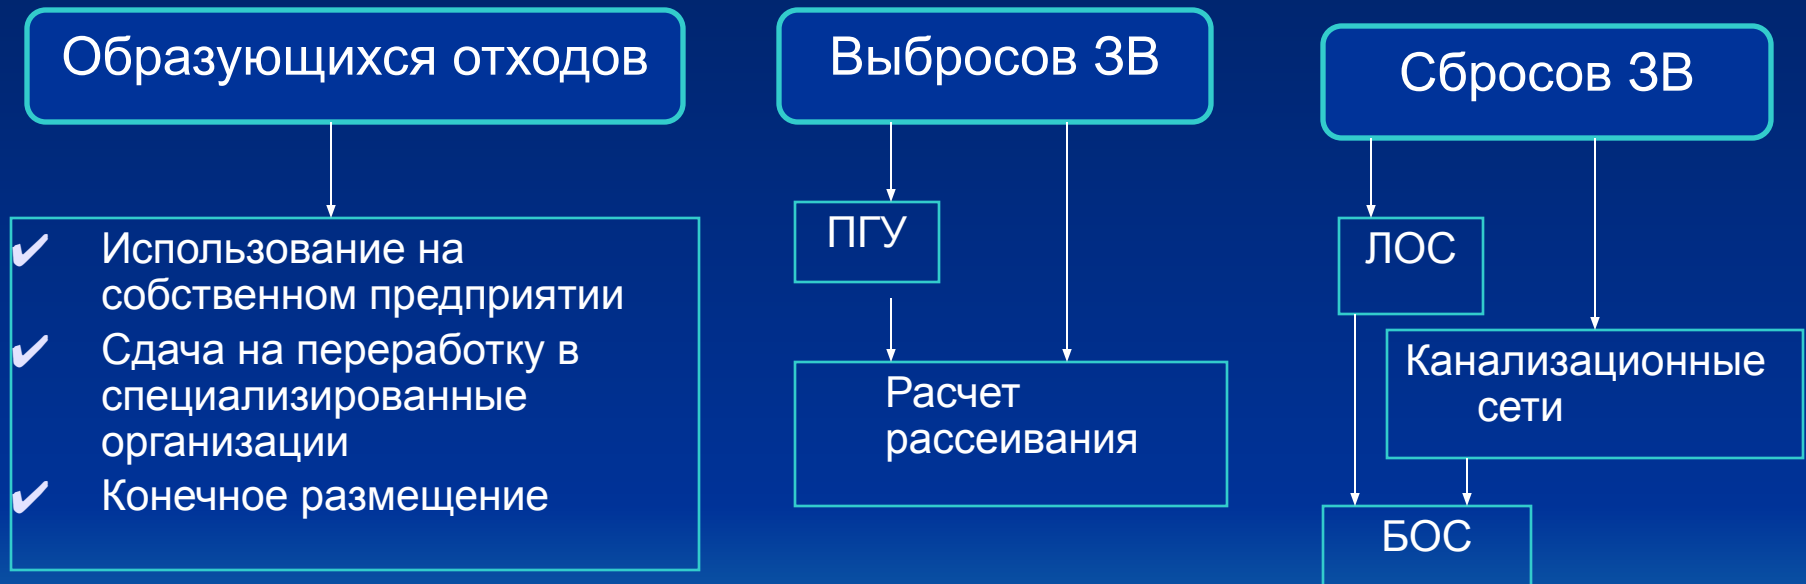 Образующихся отходов
Использование на
собственном предприятии
Сдача на переработку в
специализированные
организации
Конечное размещение
Выбросов ЗВ
ПГУ
Расчет
рассеивания
Сбросов ЗВ
ЛОС
Канализационные
сети
БОС